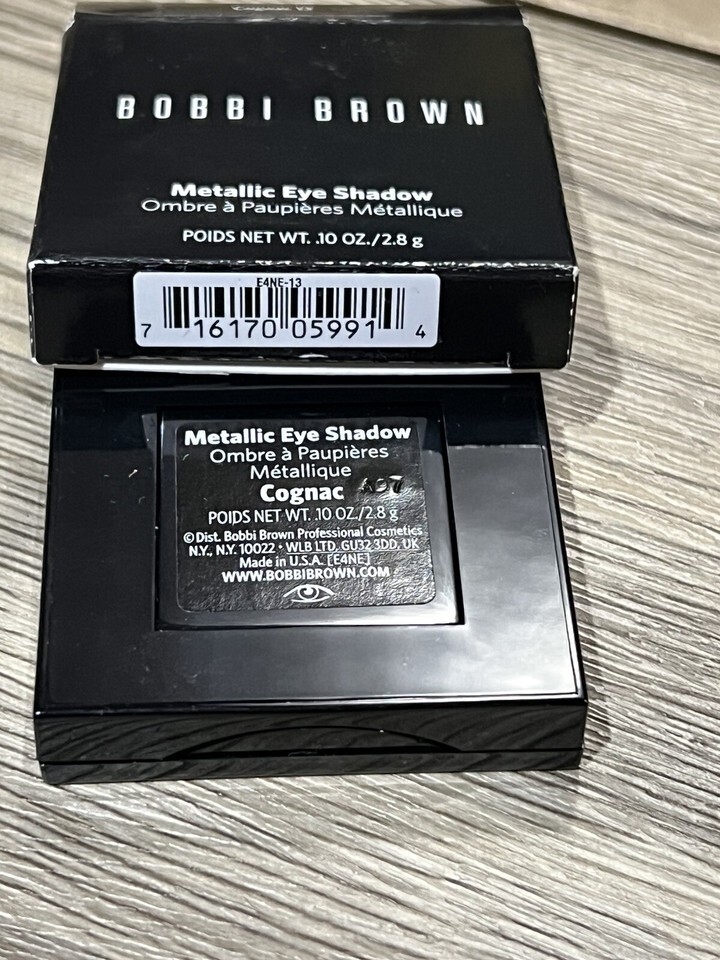 BOBBI BROWN
Metallic Eye Shadow
Ombre à Paupières Métallique
POIDS NET WT. .10 OZ./2.8 g
E4NE-13
7 16170 05991 4
Metallic Eye Shadow
Ombre à Paupières
Métallique
Cognac A97
POIDS NET WT. .10 OZ./2.8 g
©Dist. Bobbi Brown Professional Cosmetics
N.Y., N.Y. 10022 • WLB LTD. GU32 3DD, UK
Made in U.S.A. [E4NE]
WWW.BOBBIBROWN.COM